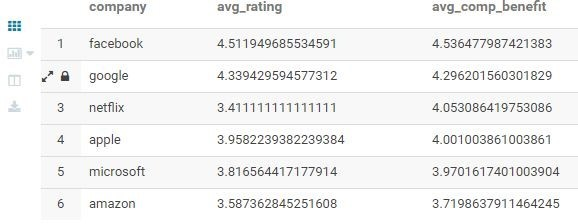 company avg_rating avg_comp_benefit
1 facebook 4.511949685534591 4.536477987421383
google 4.339429594577312 4.296201560301829
3 netflix 3.411111111111111 4.053086419753086
4 apple 3.9582239382239384 4.001003861003861
5 microsoft 3.816564417177914 3.9701617401003904
6 amazon 3.587362845251608 3.7198637911464245